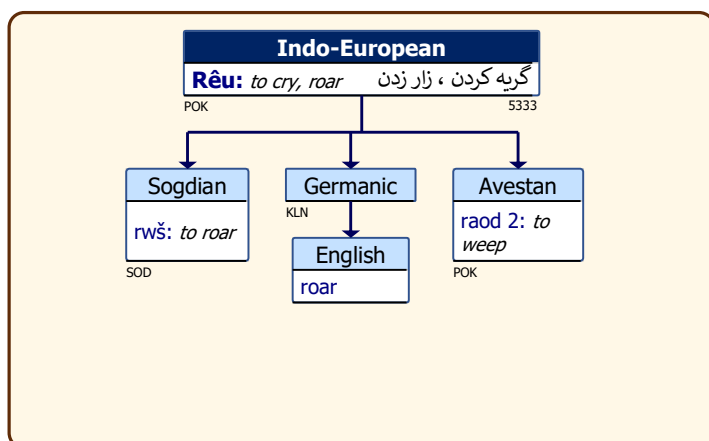 Indo-European
Rêu: to cry, roar گریه کردن ، زار زدن
POK 5333
Sogdian Germanic Avestan
rwš: to roar KLN raod 2: to weep
SOD English POK
roar